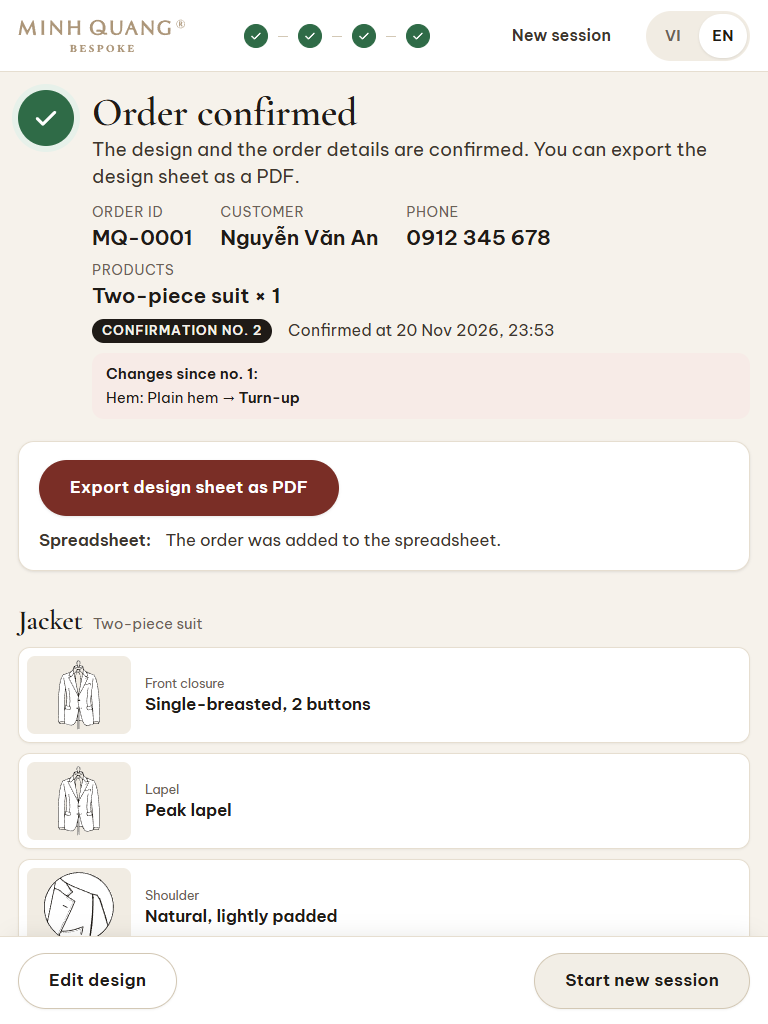 MINH QUANG®
BESPOKE
New session
VI
EN
Order confirmed
The design and the order details are confirmed. You can export the
design sheet as a PDF.
ORDER ID
MQ-0001
CUSTOMER
Nguyễn Văn An
PHONE
0912 345 678
PRODUCTS
Two-piece suit × 1
CONFIRMATION NO. 2
Confirmed at 20 Nov 2026, 23:53
Changes since no. 1:
Hem: Plain hem → Turn-up
Export design sheet as PDF
Spreadsheet: The order was added to the spreadsheet.
Jacket Two-piece suit
Front closure
Single-breasted, 2 buttons
Lapel
Peak lapel
Shoulder
Natural, lightly padded
Edit design
Start new session